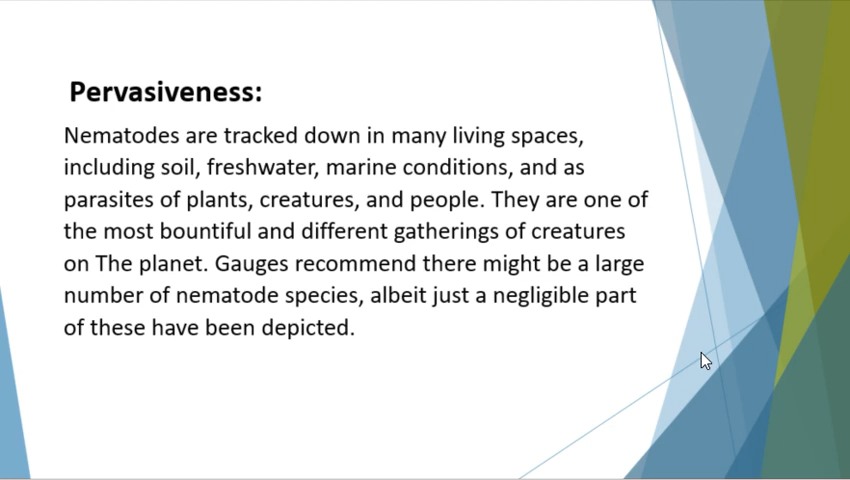 Pervasiveness:
Nematodes are tracked down in many living spaces,
including soil, freshwater, marine conditions, and as
parasites of plants, creatures, and people. They are one of
the most bountiful and different gatherings of creatures
on The planet. Gauges recommend there might be a large
number of nematode species, albeit just a negligible part
of these have been depicted.